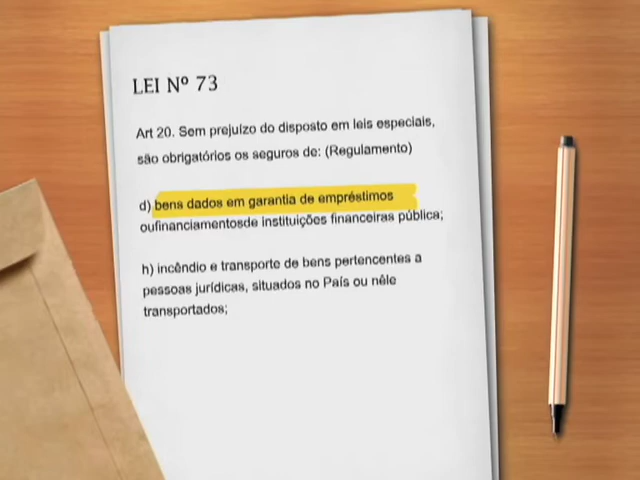 LEI Nº 73
Art 20. Sem prejuízo do disposto em leis especiais,
são obrigatórios os seguros de: (Regulamento)
d) bens dados em garantia de empréstimos
oufinanciamentosde instituições financeiras pública;
h) incêndio e transporte de bens pertencentes a
pessoas jurídicas, situados no País ou nêle
transportados;